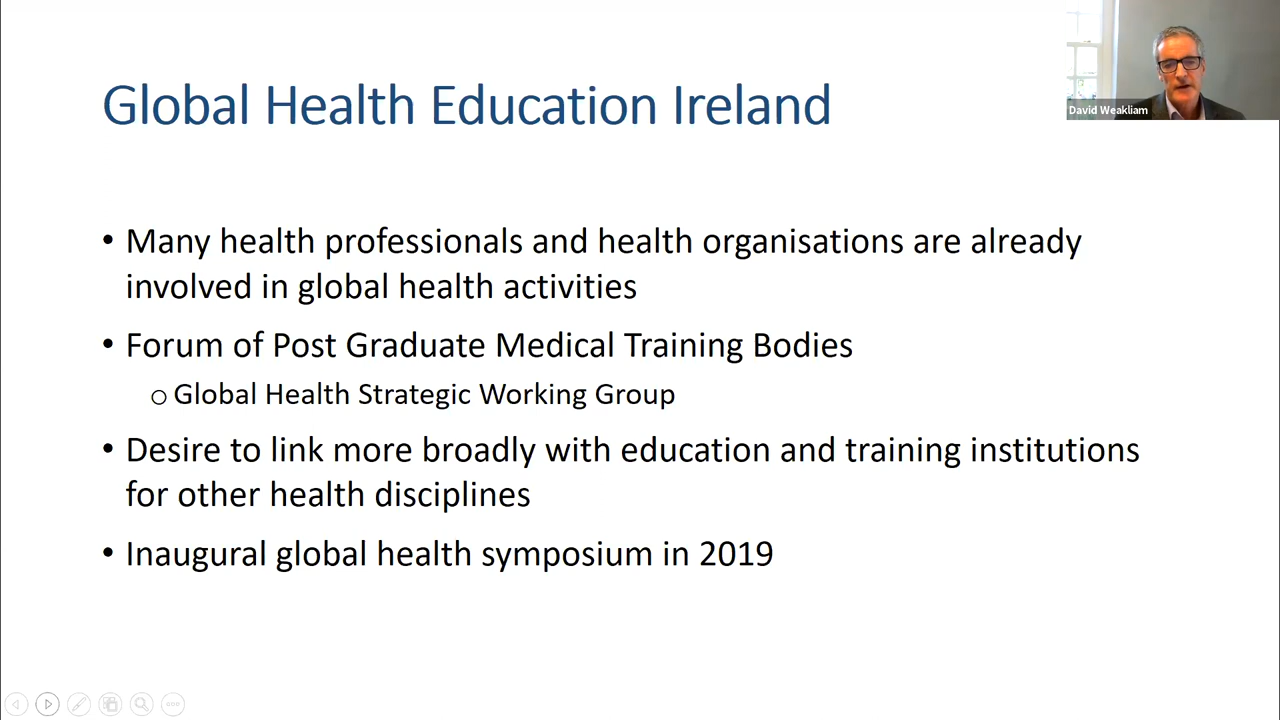 Global Health Education Ireland
David Weakliam
• Many health professionals and health organisations are already
involved in global health activities
• Forum of Post Graduate Medical Training Bodies
o Global Health Strategic Working Group
• Desire to link more broadly with education and training institutions
for other health disciplines
• Inaugural global health symposium in 2019